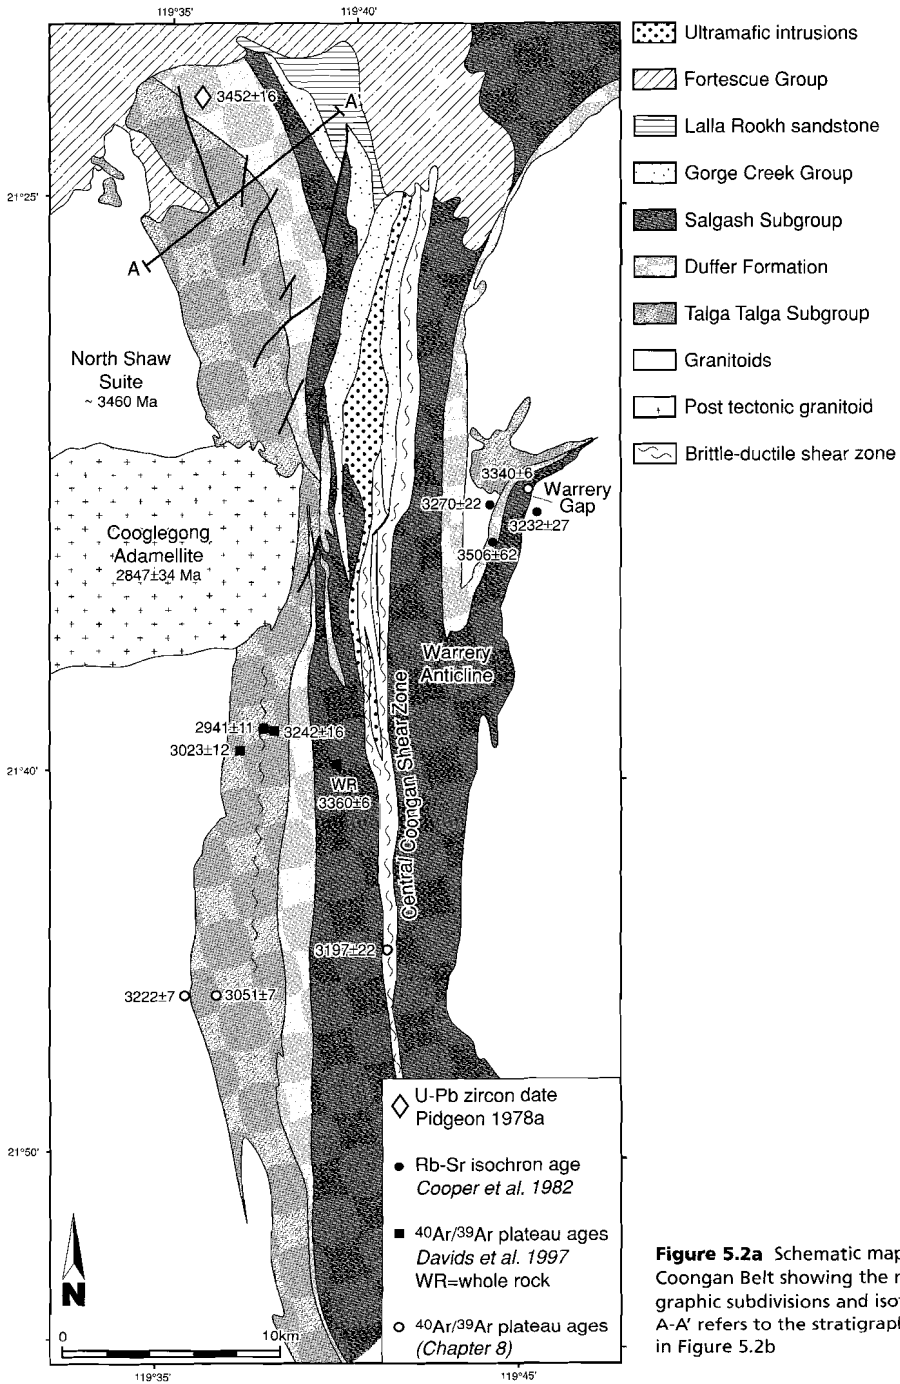 119°35'
119°40'
Ultramafic intrusions
Fortescue Group
Lalla Rookh sandstone
Gorge Creek Group
Salgash Subgroup
Duffer Formation
Talga Talga Subgroup
Granitoids
Post tectonic granitoid
Brittle-ductile shear zone
3452±16
A'
21°25'
A
North Shaw
Suite
~ 3460 Ma
3340±6
Warrery
Gap
3270±22
3232±27
3506±62
Cooglegong
Adamellite
2847±34 Ma
Warrery
Anticline
Central Coongan Shear Zone
2941±11
3242±16
3023±12
21°40'
WR
3360±6
3197±22
3222±7
3051±7
U-Pb zircon date
Pidgeon 1978a
21°50'
Rb-Sr isochron age
Cooper et al. 1982
40Ar/39Ar plateau ages
Davids et al. 1997
WR=whole rock
40Ar/39Ar plateau ages
(Chapter 8)
N
0
10km
119°35'
119°45'
Figure 5.2a Schematic map
Coongan Belt showing the
graphic subdivisions and
A-A' refers to the
in Figure 5.2b